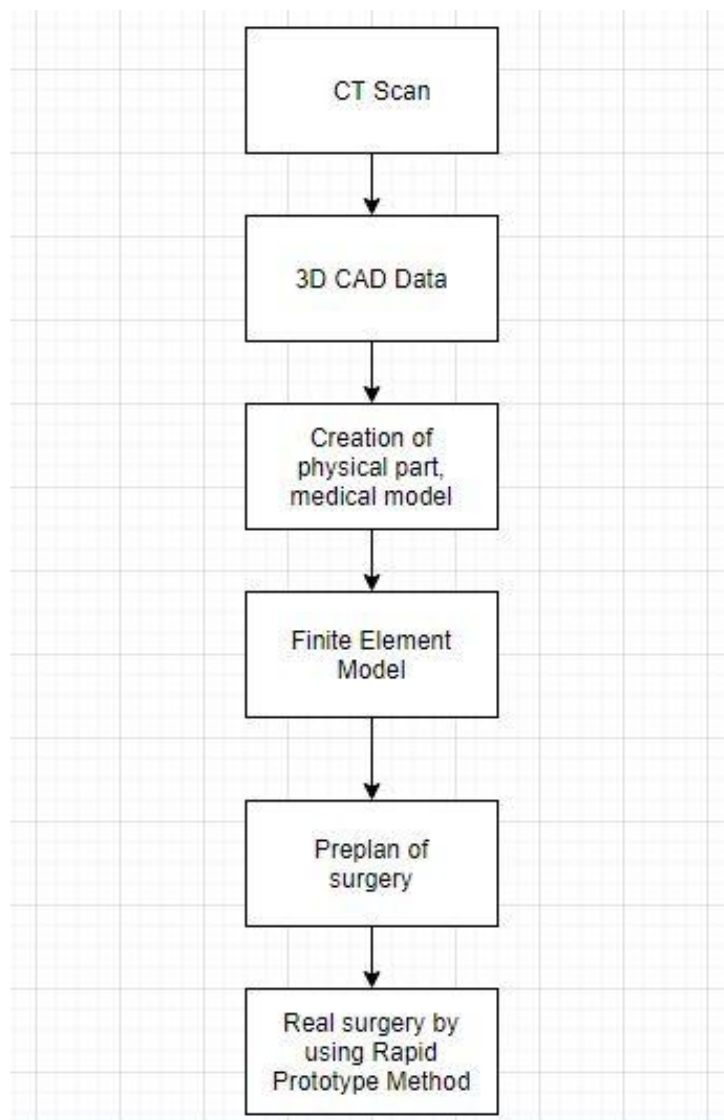 CT Scan
3D CAD Data
Creation of
physical part,
medical model
Finite Element
Model
Preplan of
surgery
Real surgery by
using Rapid
Prototype Method